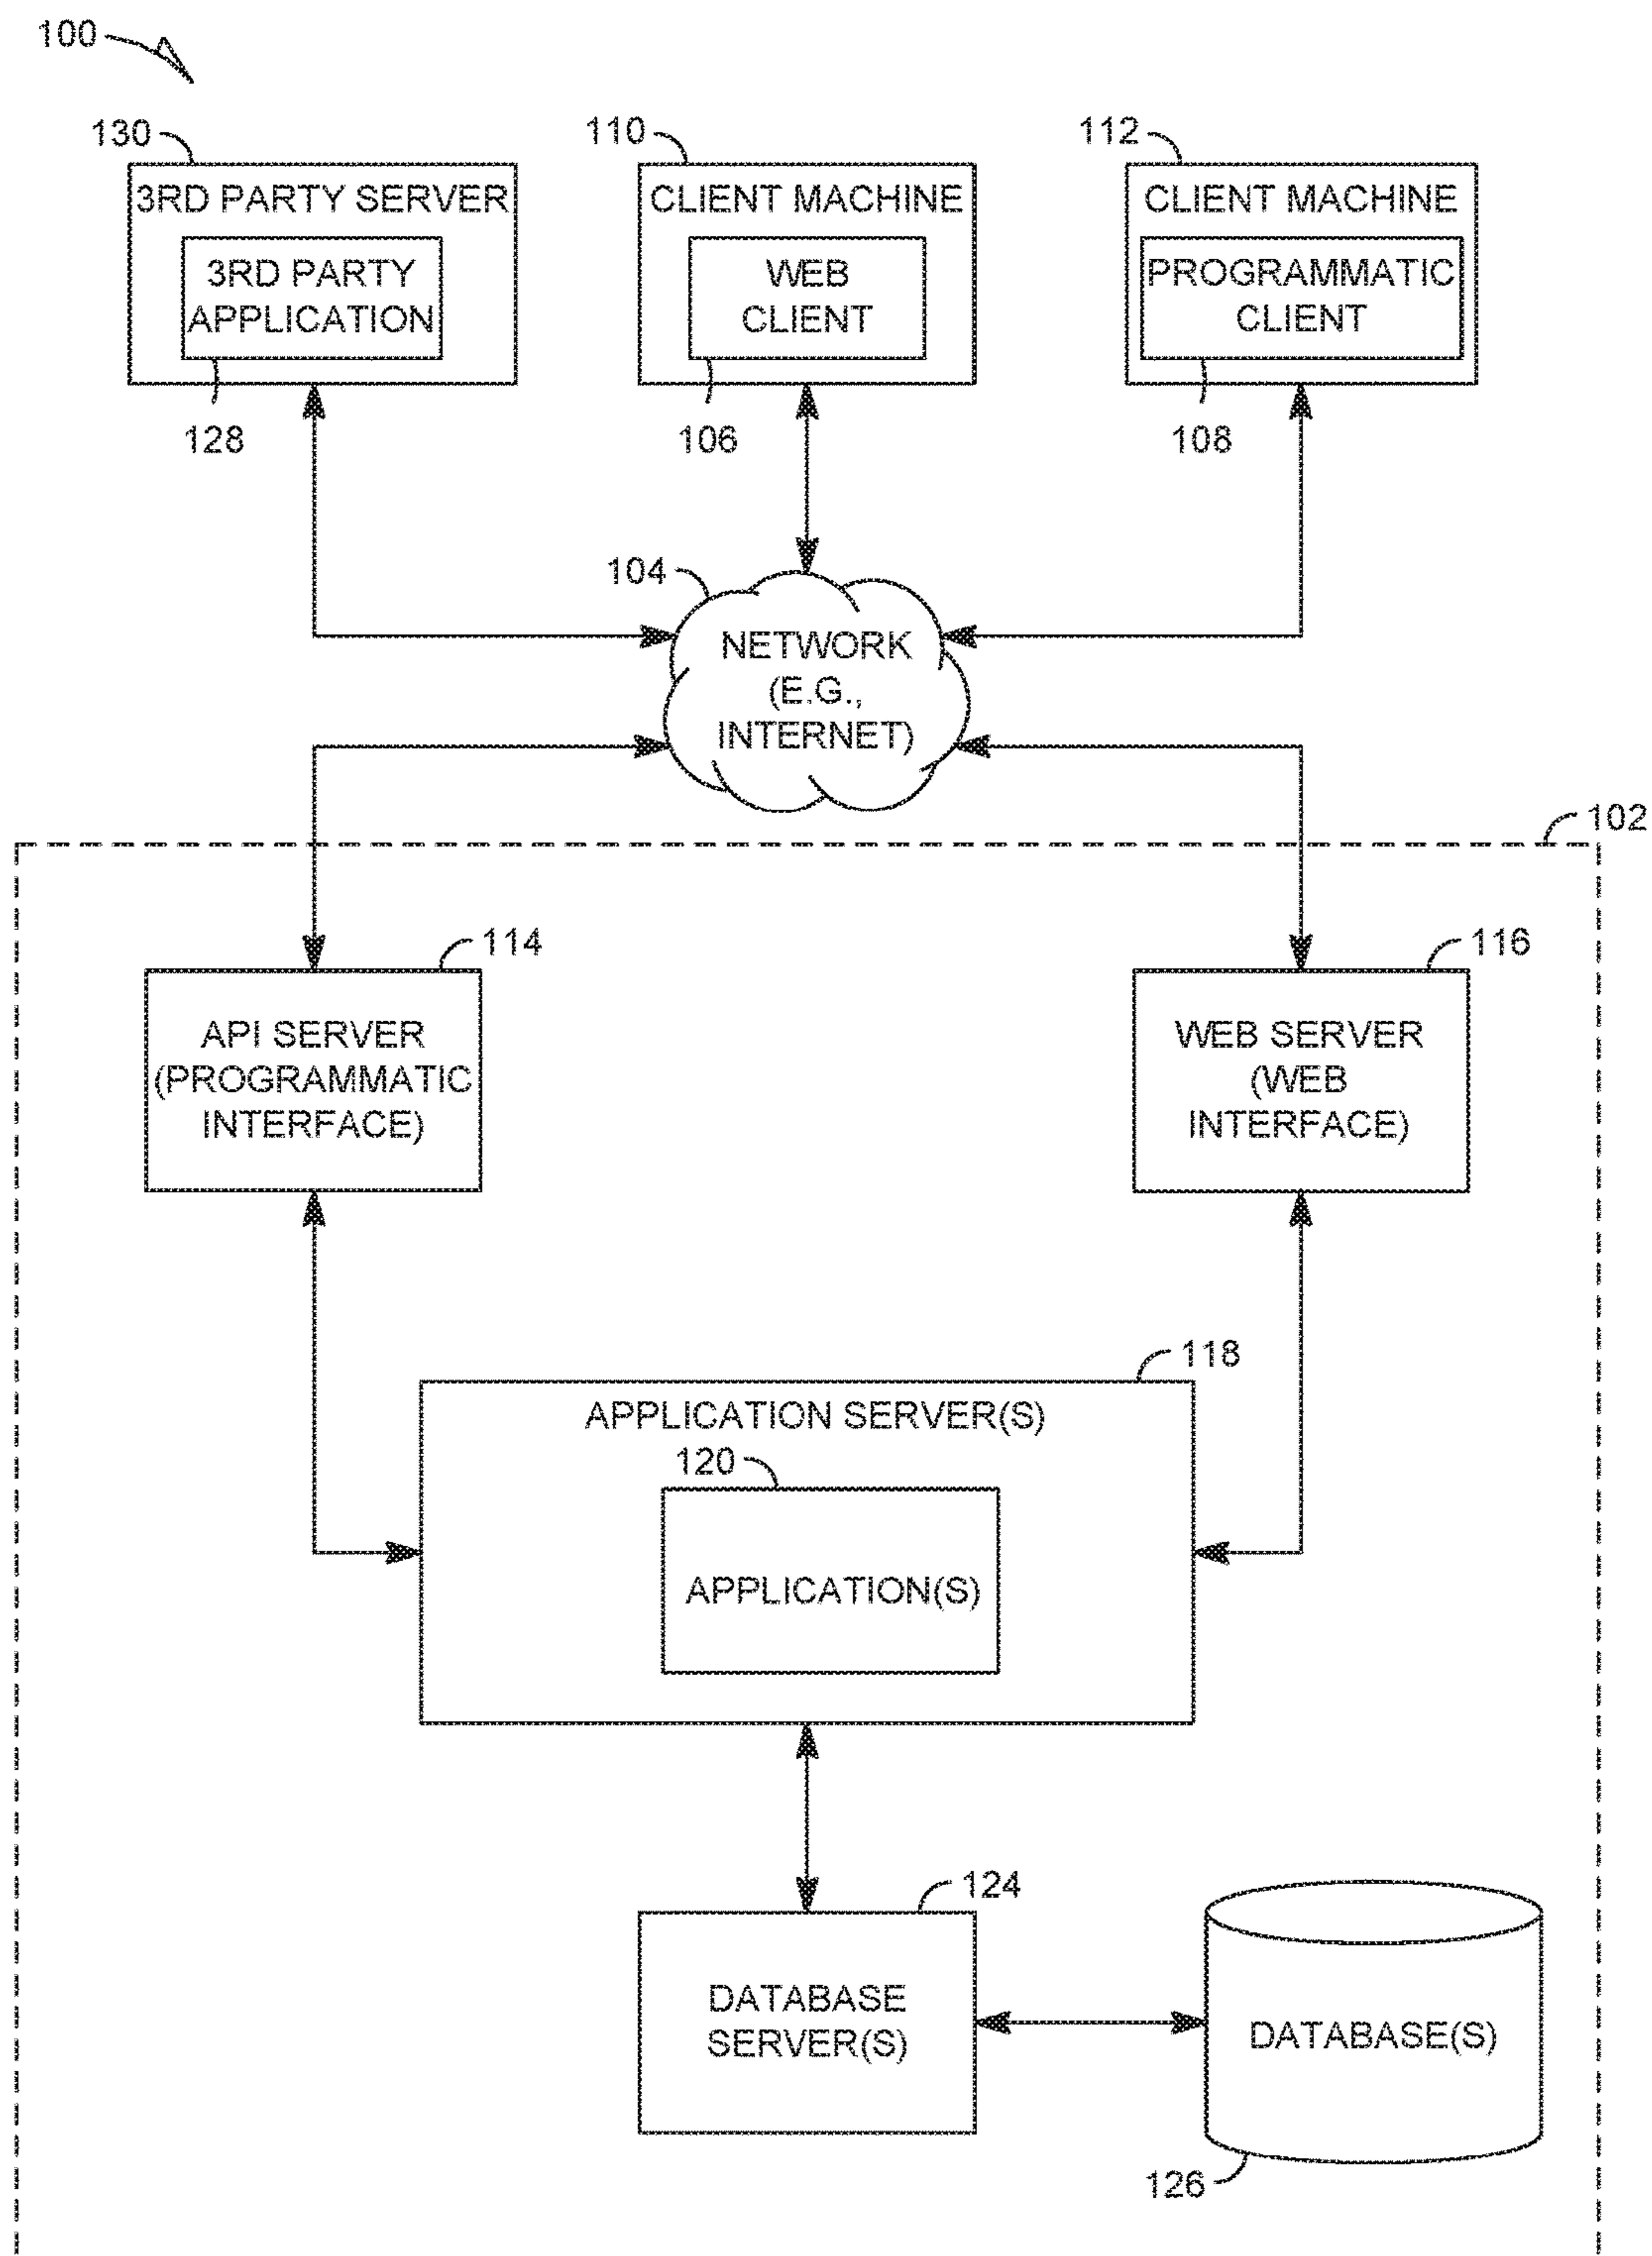 100
130
110
112
3RD PARTY SERVER
3RD PARTY
APPLICATION
128
CLIENT MACHINE
WEB
CLIENT
106
CLIENT MACHINE
PROGRAMMATIC
CLIENT
108
104
NETWORK
(E.G.,
INTERNET)
102
114
API SERVER
(PROGRAMMATIC
INTERFACE)
116
WEB SERVER
(WEB
INTERFACE)
118
APPLICATION SERVER(S)
120
APPLICATION(S)
124
DATABASE
SERVER(S)
DATABASE(S)
126